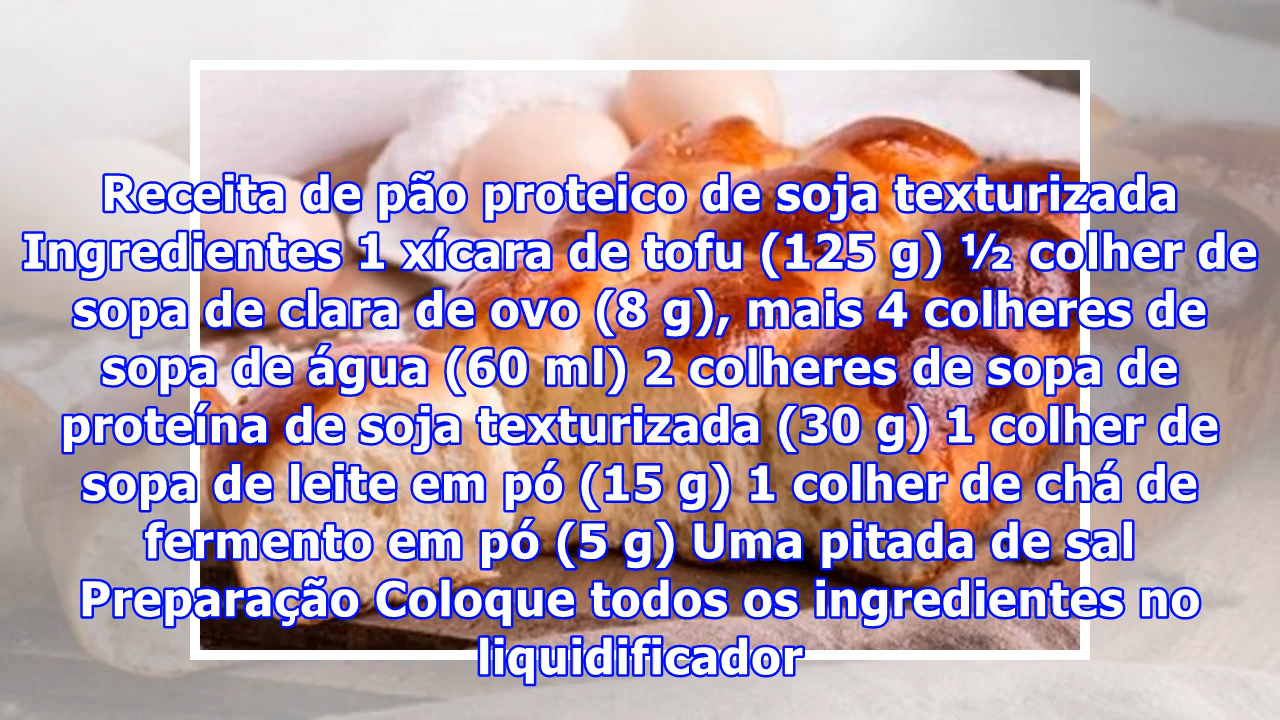 Receita de pão proteico de soja texturizada
Ingredientes 1 xícara de tofu (125 g) ½ colher de
sopa de clara de ovo (8 g), mais 4 colheres de
sopa de água (60 ml) 2 colheres de sopa de
proteína de soja texturizada (30 g) 1 colher de
sopa de leite em pó (15 g) 1 colher de chá de
fermento em pó (5 g) Uma pitada de sal
Preparação Coloque todos os ingredientes no
liquidificador